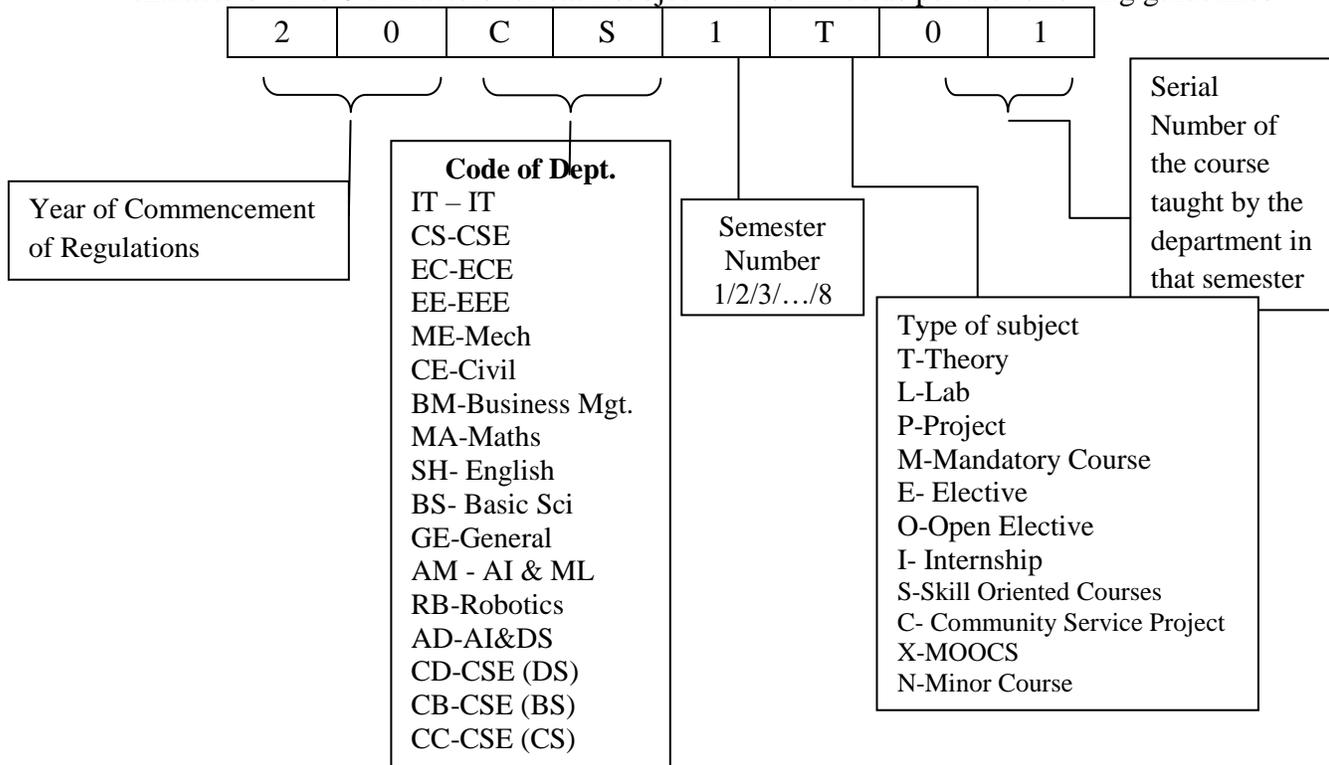 2 0 C S 1 T 0 1
Year of Commencement
of Regulations
Code of Dept.
IT – IT
CS-CSE
EC-ECE
EE-EEE
ME-Mech
CE-Civil
BM-Business Mgt.
MA-Maths
SH- English
BS- Basic Sci
GE-General
AM - AI & ML
RB-Robotics
AD-AI&DS
CD-CSE (DS)
CB-CSE (BS)
CC-CSE (CS)
Semester
Number
1/2/3/…/8
Type of subject
T-Theory
L-Lab
P-Project
M-Mandatory Course
E- Elective
O-Open Elective
I- Internship
S-Skill Oriented Courses
C- Community Service Project
X-MOOCS
N-Minor Course
Serial
Number of
the course
taught by the
department in
that semester